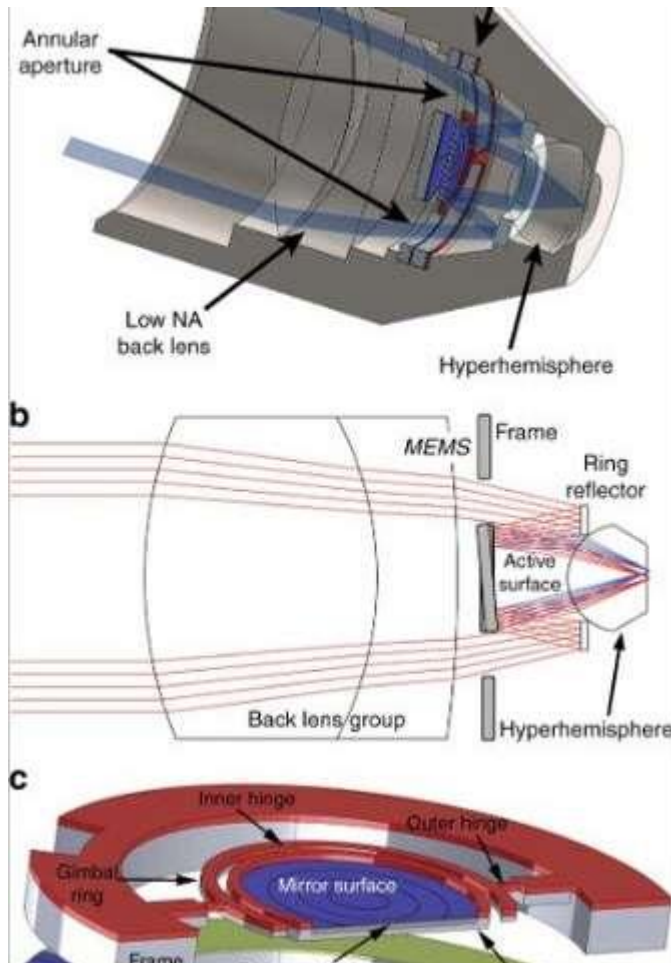 Annular
aperture
Low NA
back lens
Hyperhemisphere
b
MEMS
Frame
Ring
reflector
Active
surface
Back lens group
Hyperhemisphere
c
Inner hinge
Outer hinge
Gimbal
ring
Mirror surface
Frame